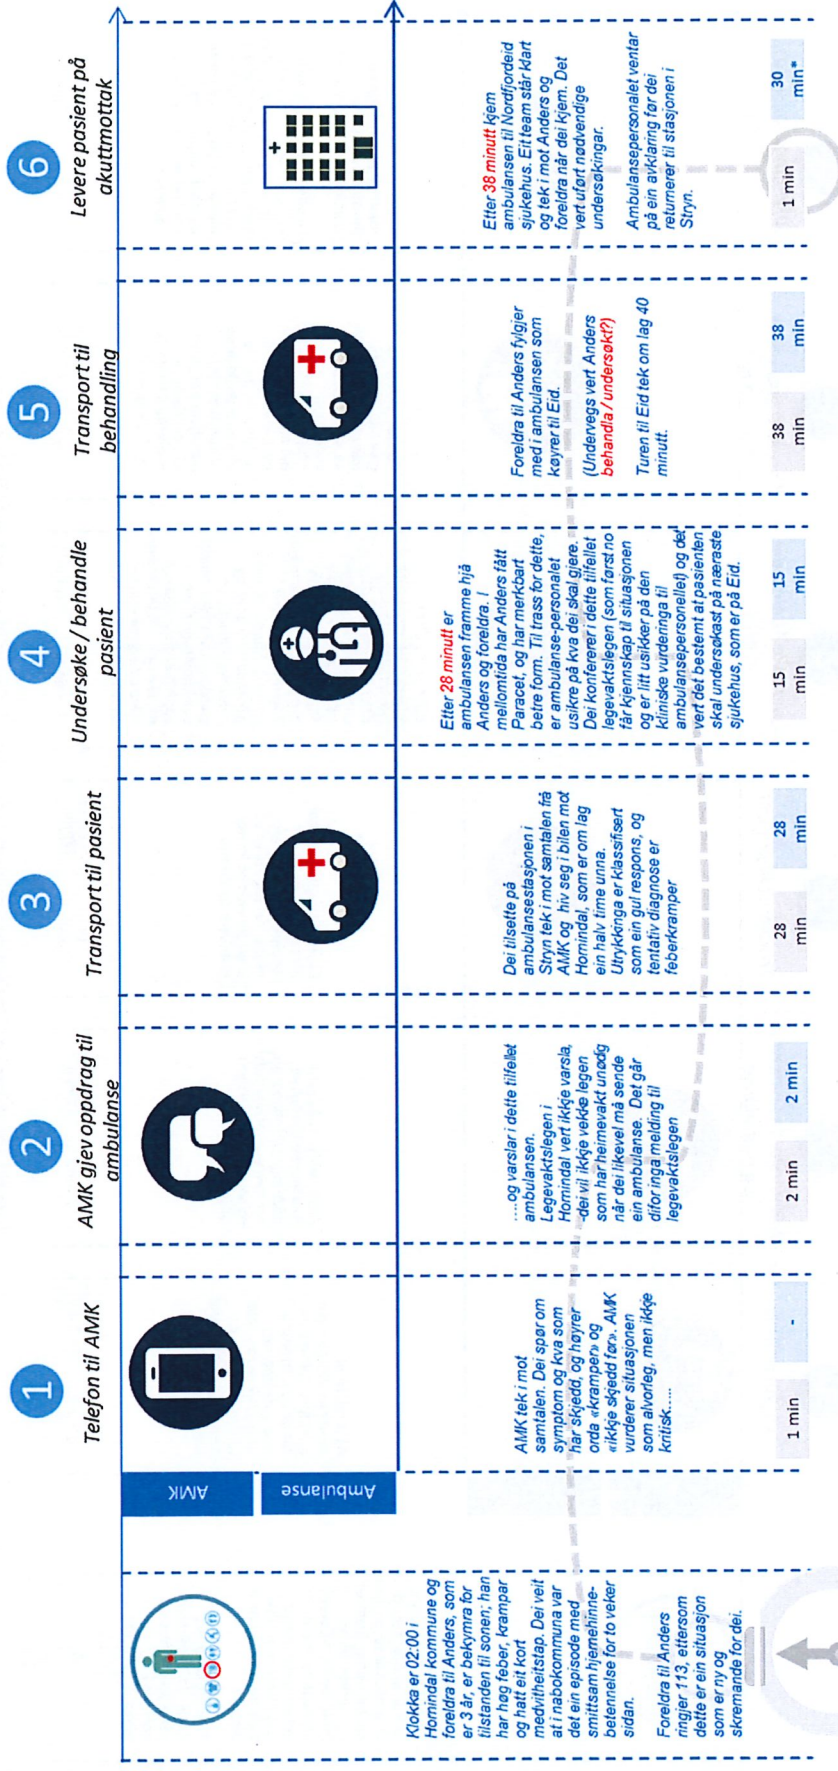 Klokka er 02:00 i
Hornindal kommune og
foreldra til Anders, som
er 3 år, er bekymra for
tilstanden til sonen; han
har høg feber, krampar
og hatt eit kort
medvitheitstap. Dei veit
at i nabokommuna var
det ein episode med
smittsam hjernehinne-
betennelse for to veker
sidan.
Foreldra til Anders
ringjer 113, ettersom
dette er ein situasjon
som er ny og
skremande for dei.
AMK
Ambulanse
1
Telefon til AMK
AMK tek i mot
samtalen. Dei spør om
symptom og kva som
har skjedd, og høyrer
orda «kramper» og
«ikkje skjedd før». AMK
vurderer situasjonen
som alvorleg, men ikkje
kritisk.....
1 min
-
2
AMK gjev oppdrag til
ambulanse
....og varslar i dette tilfellet
ambulansen.
Legevaktslegen i
Hornindal vert ikkje varsla,
-dei vil ikkje vekke legen
som har heimevakt unødig
når dei likevel må sende
ein ambulanse. Det går
difor inga melding til
legevaktslegen
2 min
2 min
3
Transport til pasient
Dei tilsette på
ambulansestasjonen i
Stryn tek i mot samtalen frå
AMK og hiv seg i bilen mot
Hornindal, som er om lag
ein halv time unna.
Utrykkinga er klassifisert
som ein gul respons, og
tentativ diagnose er
feberkramper
28
min
28
min
4
Undersøke / behandle
pasient
Etter 28 minutt er
ambulansen framme hjå
Anders og foreldra. I
mellomtida har Anders fått
Paracet, og har merkbart
betre form. Til trass for dette,
er ambulanse-personalet
usikre på kva dei skal gjere.
Dei konfererer i dette tilfellet
legevaktslegen (som først no
får kjennskap til situasjonen
og er litt usikker på den
kliniske vurderinga til
ambulansepersonellet) og det
vert det bestemt at pasienten
skal undersøkast på næraste
sjukehus, som er på Eid.
15
min
15
min
5
Transport til
behandling
Foreldra til Anders fylgjer
med i ambulansen som
køyrer til Eid.
(Undervegs vert Anders
behandla / undersøkt?)
Turen til Eid tek om lag 40
minutt.
38
min
38
min
6
Levere pasient på
akuttmottak
Etter 38 minutt kjem
ambulansen til Nordfjordeid
sjukehus. Eit team står klart
og tek i mot Anders og
foreldra når dei kjem. Det
vert uført nødvendige
undersøkingar.
Ambulansepersonalet ventar
på ein avklaring før dei
returnerer til stasjonen i
Stryn.
1 min
30
min*